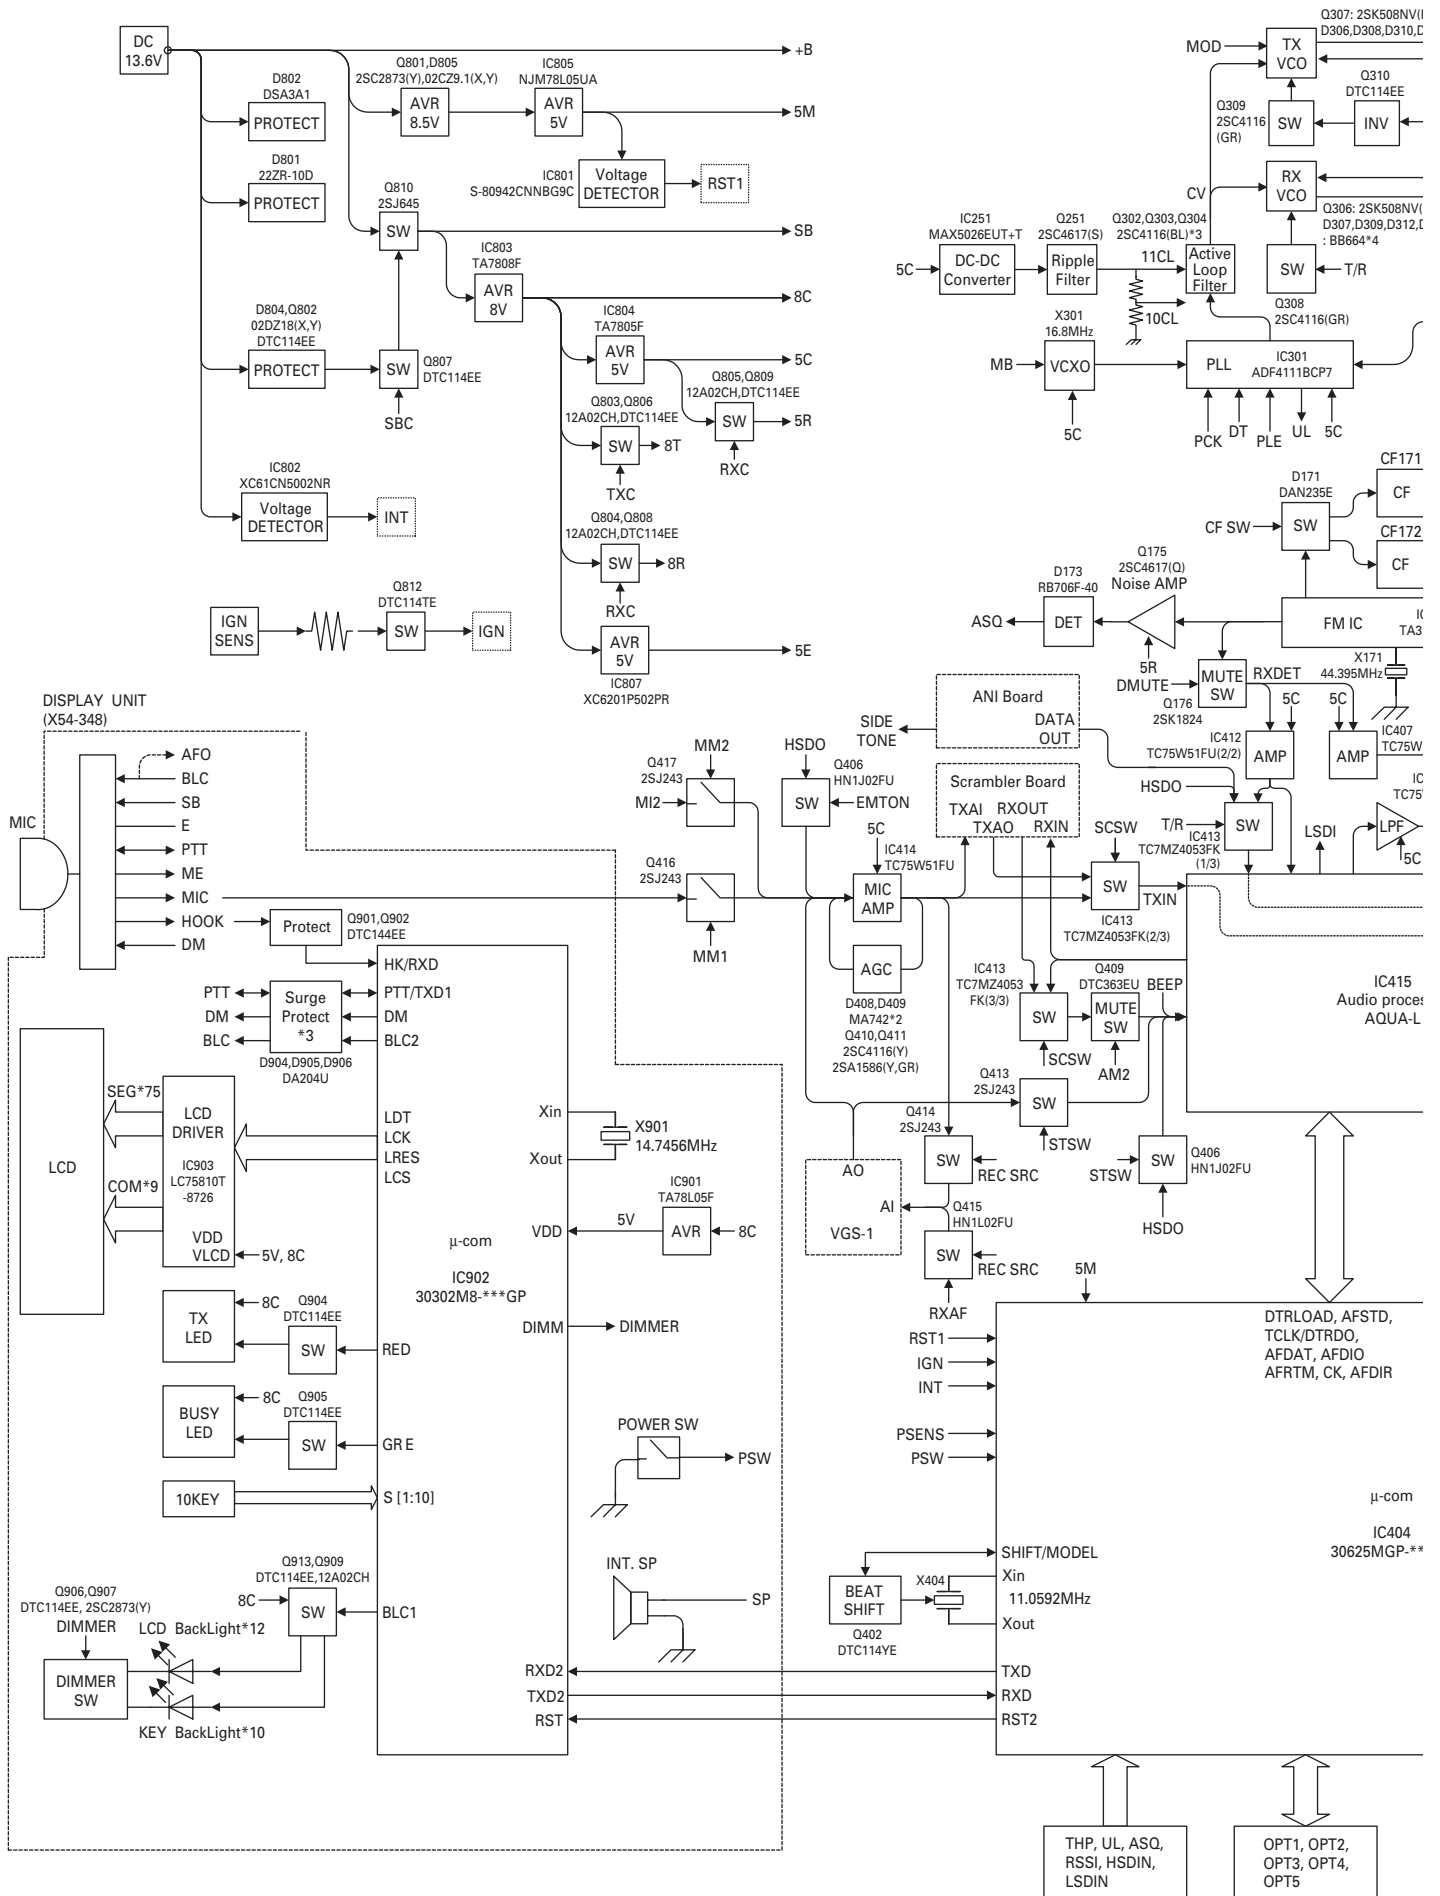 DC
13.6V
+B
D802
DSA3A1
PROTECT
Q801,D805
2SC2873(Y),02CZ9.1(X,Y)
AVR
8.5V
IC805
NJM78L05UA
AVR
5V
5M
IC801
S-80942CNNBG9C
Voltage
DETECTOR
RST1
D801
22ZR-10D
PROTECT
Q810
2SJ645
SW
SB
IC803
TA7808F
AVR
8V
8C
D804,Q802
02DZ18(X,Y)
DTC114EE
PROTECT
SW
Q807
DTC114EE
SBC
IC804
TA7805F
AVR
5V
5C
Q805,Q809
12A02CH,DTC114EE
SW
5R
RXC
Q803,Q806
12A02CH,DTC114EE
SW
8T
TXC
IC802
XC61CN5002NR
Voltage
DETECTOR
INT
Q804,Q808
12A02CH,DTC114EE
SW
8R
RXC
IGN
SENS
Q812
DTC114TE
SW
IGN
AVR
5V
5E
IC807
XC6201P502PR
Q307: 2SK508NV(
D306,D308,D310,D
MOD
TX
VCO
Q310
DTC114EE
Q309
2SC4116
(GR)
SW
INV
CV
RX
VCO
Q306: 2SK508NV(
D307,D309,D312,D
: BB664*4
SW
T/R
Q308
2SC4116(GR)
IC251
MAX5026EUT+T
5C
DC-DC
Converter
Q251
2SC4617(S)
Ripple
Filter
Q302,Q303,Q304
2SC4116(BL)*3
11CL
Active
Loop
Filter
10CL
X301
16.8MHz
MB
VCXO
5C
PLL
IC301
ADF4111BCP7
PCK
DT
PLE
UL
5C
CF171
CF
D171
DAN235E
CF SW
SW
CF172
CF
Q175
2SC4617(Q)
Noise AMP
D173
RB706F-40
ASQ
DET
5R
FM IC
TA3
X171
44.395MHz
DMUTE
MUTE
SW
RXDET
Q176
2SK1824
5C
5C
IC412
TC75W51FU(2/2)
AMP
AMP
IC407
TC75W
DISPLAY UNIT
(X54-348)
MIC
AFO
BLC
SB
E
PTT
ME
MIC
HOOK
DM
Protect
Q901, Q902
DTC144EE
MM2
Q417
2SJ243
MI2
Q416
2SJ243
MM1
HSDO
Q406
HN1J02FU
SW
EMTON
SIDE
TONE
ANI Board
DATA
OUT
Scrambler Board
TXAI
RXOUT
TXAO
RXIN
5C
IC414
TC75W51FU
MIC
AMP
AGC
D408,D409
MA742*2
Q410,Q411
2SC4116(Y)
2SA1586(Y,GR)
SCSW
SW
TXIN
IC413
TC7MZ4053FK(2/3)
HSDO
T/R
SW
IC413
TC7MZ4053FK
(1/3)
LSDI
TC75
LPF
5C
IC413
TC7MZ4053
FK(3/3)
SW
SCSW
Q409
DTC363EU
MUTE
SW
AM2
BEEP
IC415
Audio proces
AQUA-L
Q413
2SJ243
SW
STSW
Q414
2SJ243
SW
REC SRC
AO
AI
VGS-1
Q415
HN1L02FU
SW
REC SRC
RXAF
STSW
SW
Q406
HN1J02FU
HSDO
HK/RXD
PTT/TXD1
DM
BLC2
PTT
DM
BLC
Surge
Protect
*3
D904,D905,D906
DA204U
LCD
SEG*75
COM*9
LCD
DRIVER
IC903
LC75810T
-8726
VDD
VLCD
5V, 8C
LDT
LCK
LRES
LCS
Xin
Xout
X901
14.7456MHz
VDD
5V
IC901
TA78L05F
AVR
8C
μ-com
IC902
30302M8-***GP
DIMM
DIMMER
TX
LED
8C
Q904
DTC114EE
SW
RED
BUSY
LED
8C
Q905
DTC114EE
SW
GRE
10KEY
S [1:10]
POWER SW
PSW
INT. SP
SP
Q913,Q909
DTC114EE,12A02CH
8C
SW
BLC1
Q906,Q907
DTC114EE, 2SC2873(Y)
DIMMER
LCD BackLight*12
DIMMER
SW
KEY BackLight*10
RXD2
TXD2
RST
5M
RST1
IGN
INT
PSENS
PSW
DTRLOAD, AFSTD,
TCLK/DTRDO,
AFDAT, AFDIO
AFRTM, CK, AFDIR
μ-com
IC404
30625MGP-**
SHIFT/MODEL
Xin
11.0592MHz
Xout
BEAT
SHIFT
Q402
DTC114YE
X404
TXD
RXD
RST2
THP, UL, ASQ,
RSSI, HSDIN,
LSDIN
OPT1, OPT2,
OPT3, OPT4,
OPT5